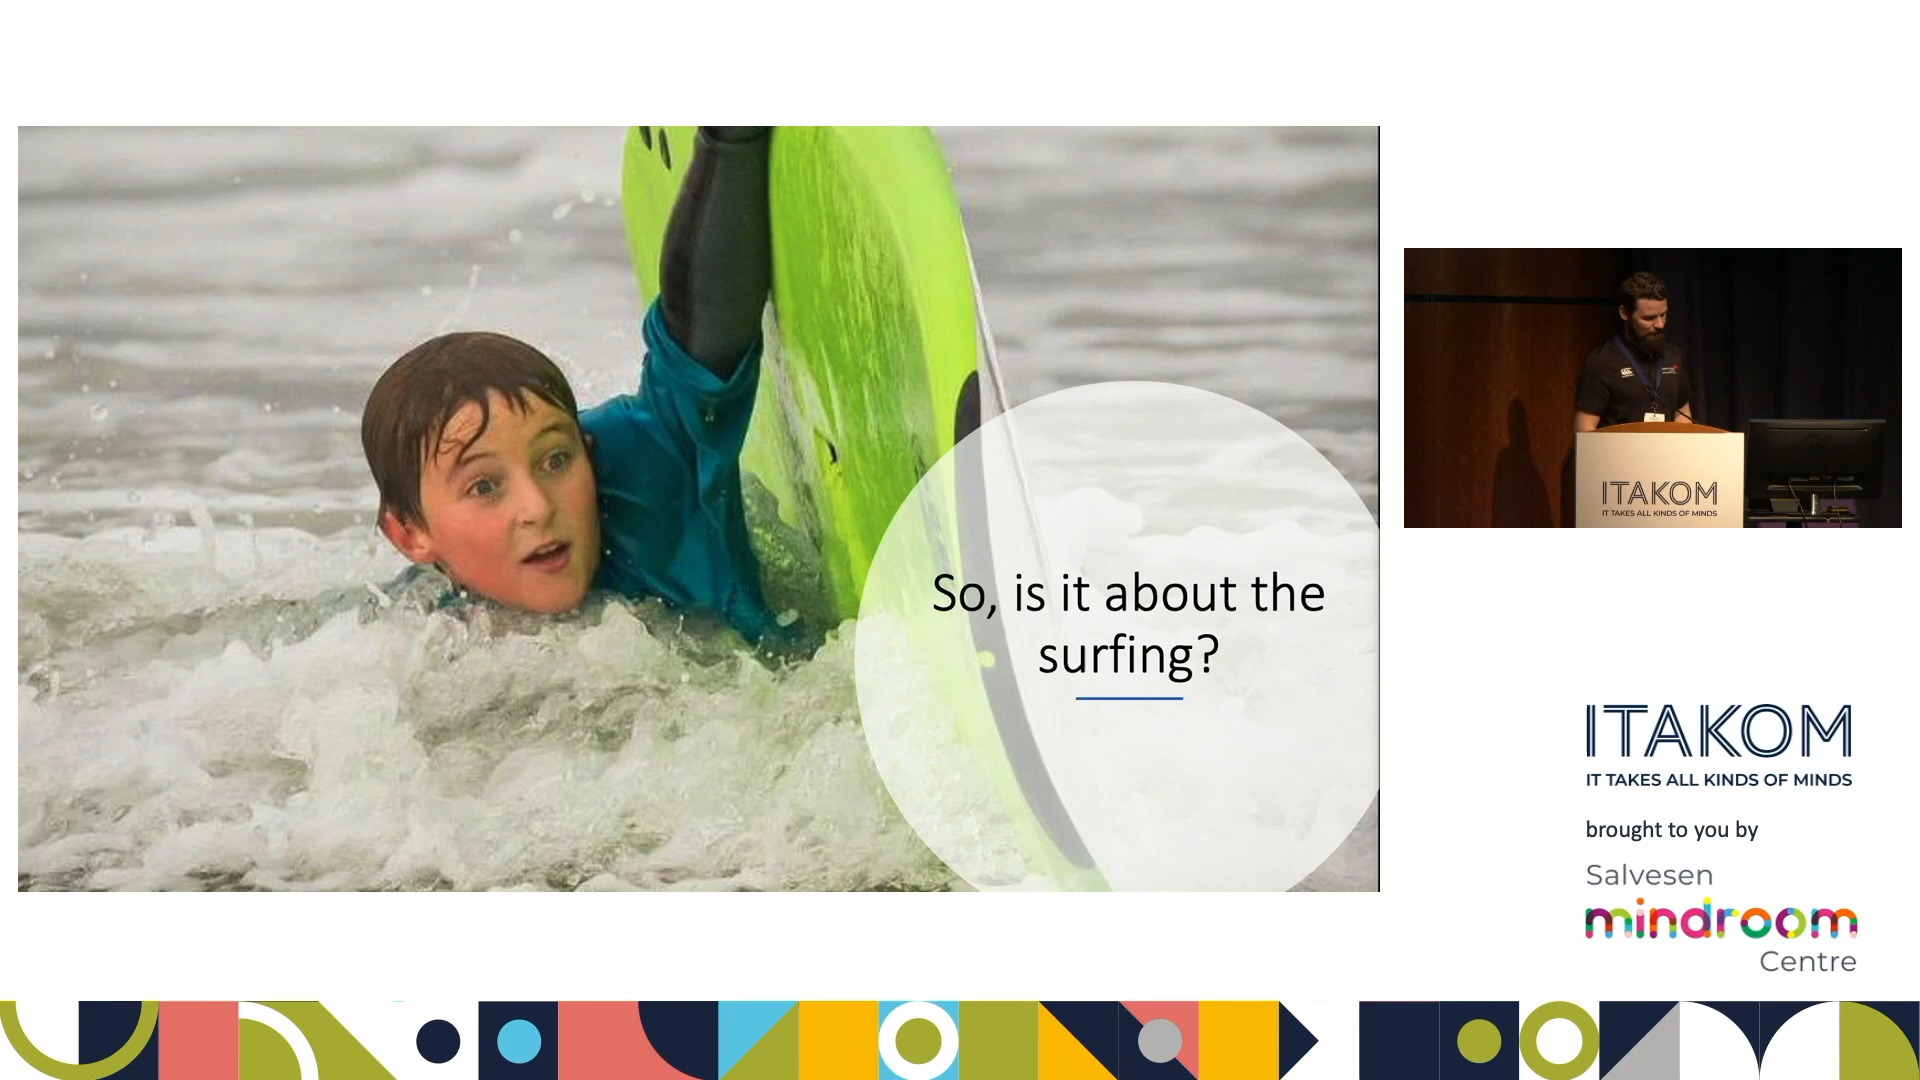 So, is it about the
surfing?
ITAKOM
IT TAKES ALL KINDS OF MINDS
ITAKOM
IT TAKES ALL KINDS OF MINDS
brought to you by
Salvesen
mindroom
Centre